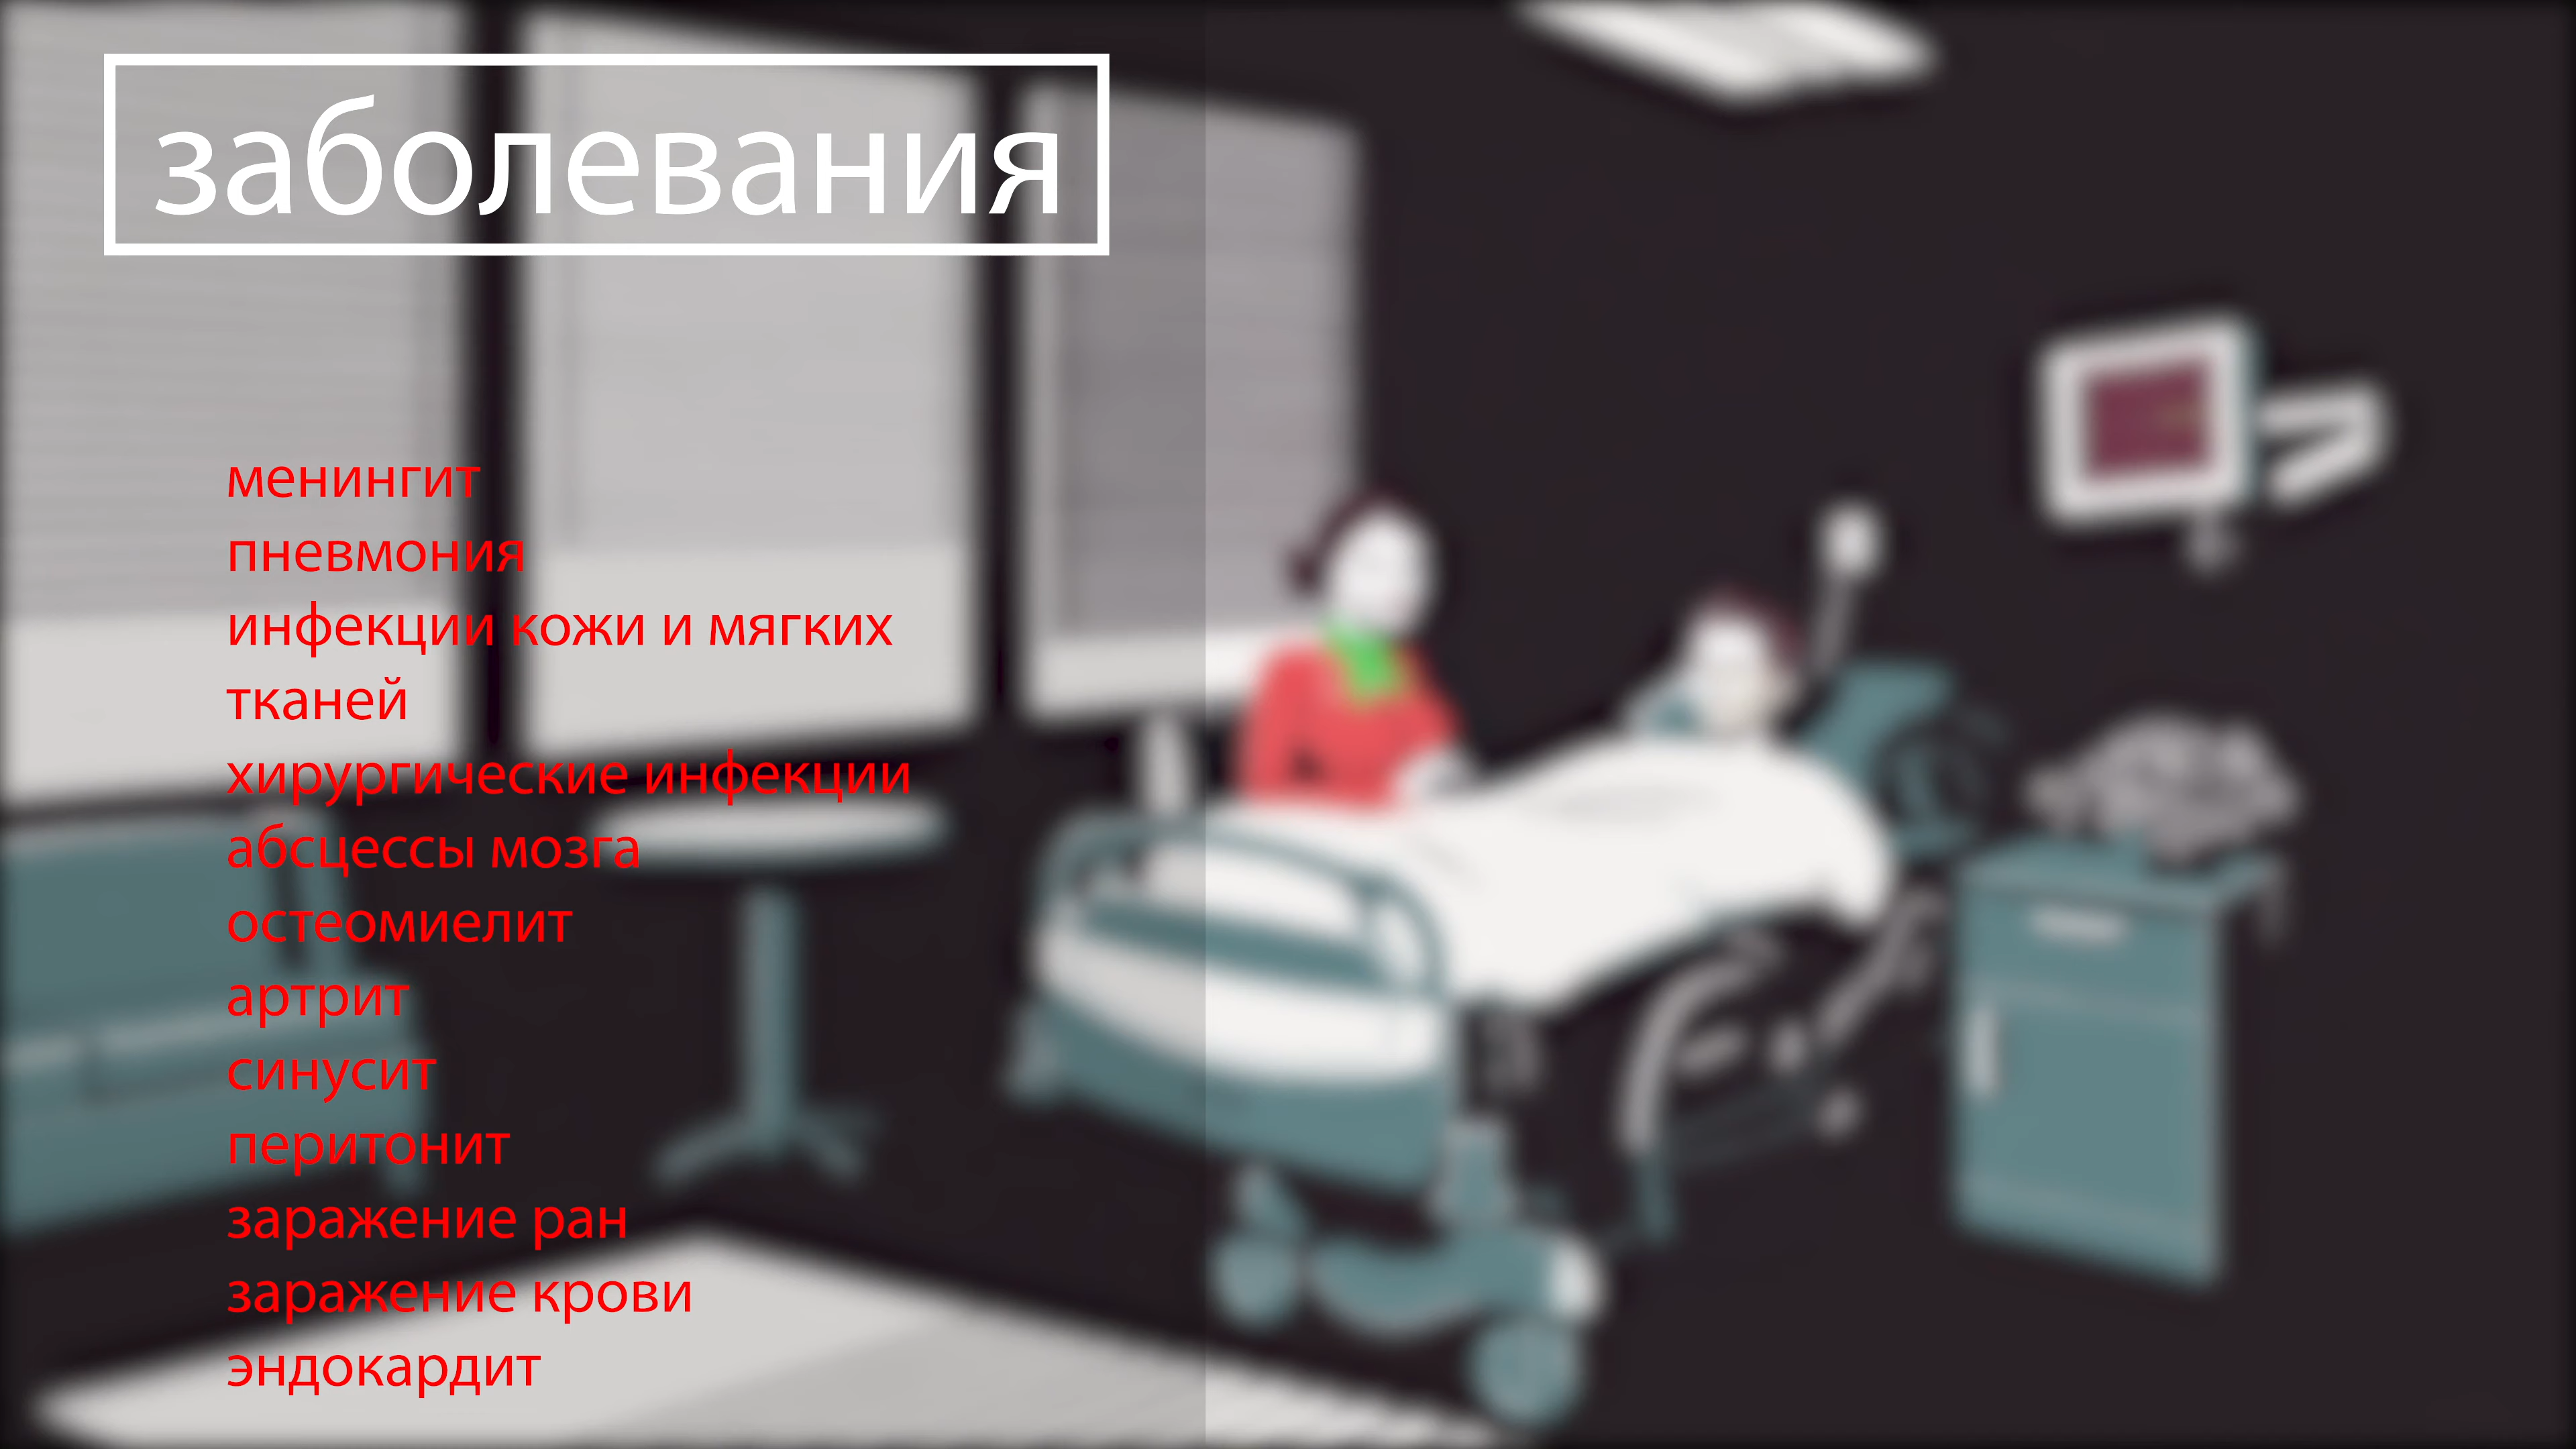 заболевания
менингит
пневмония
инфекции кожи и мягких
тканей
хирургические инфекции
абсцессы мозга
остеомиелит
артрит
синусит
перитонит
заражение ран
заражение крови
эндокардит